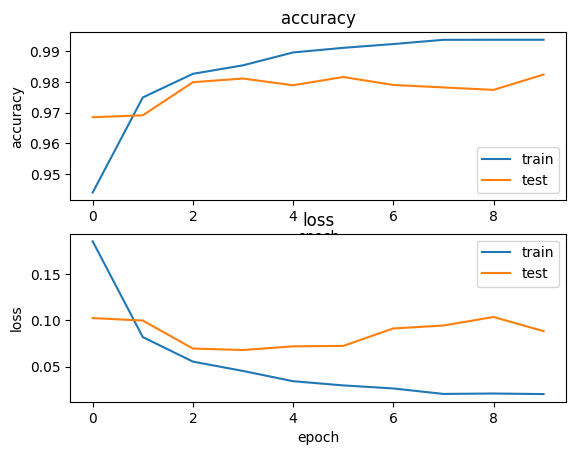 accuracy
0.99
0.98
0.97
0.96
0.95
accuracy
train
test
0 2 4 6 8
epoch
loss
0.15
0.10
0.05
loss
train
test
0 2 4 6 8
epoch